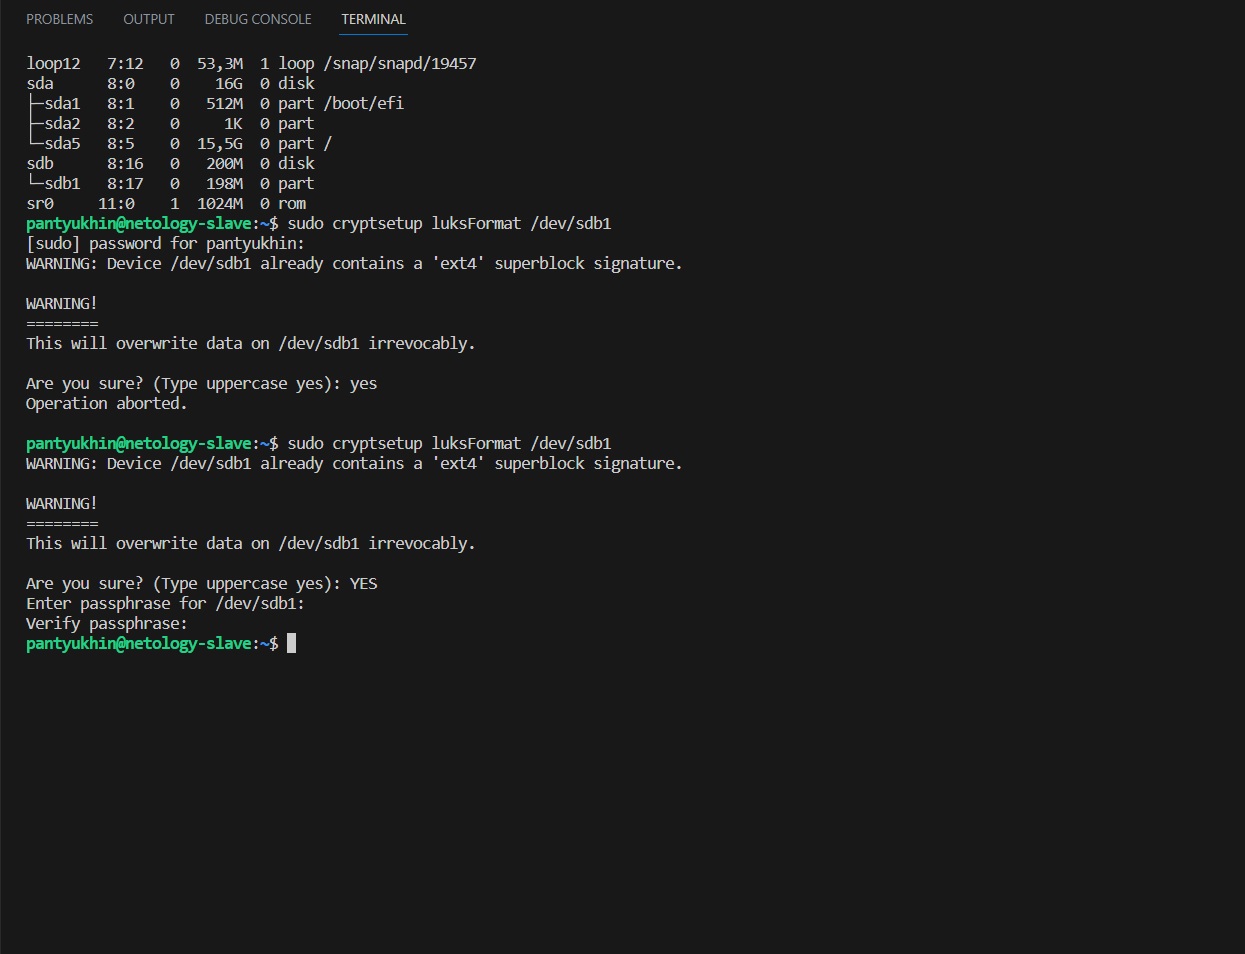 PROBLEMS OUTPUT DEBUG CONSOLE TERMINAL
loop12   7:12   0  53,3M  1 loop /snap/snapd/19457
sda      8:0    0    16G  0 disk
├─sda1   8:1    0   512M  0 part /boot/efi
├─sda2   8:2    0     1K  0 part
└─sda5   8:5    0  15,5G  0 part /
sdb      8:16   0   200M  0 disk
└─sdb1   8:17   0   198M  0 part
sr0     11:0    1  1024M  0 rom
pantyukhin@netology-slave:~$ sudo cryptsetup luksFormat /dev/sdb1
[sudo] password for pantyukhin:
WARNING: Device /dev/sdb1 already contains a 'ext4' superblock signature.

WARNING!
========
This will overwrite data on /dev/sdb1 irrevocably.

Are you sure? (Type uppercase yes): yes
Operation aborted.

pantyukhin@netology-slave:~$ sudo cryptsetup luksFormat /dev/sdb1
WARNING: Device /dev/sdb1 already contains a 'ext4' superblock signature.

WARNING!
========
This will overwrite data on /dev/sdb1 irrevocably.

Are you sure? (Type uppercase yes): YES
Enter passphrase for /dev/sdb1:
Verify passphrase:
pantyukhin@netology-slave:~$